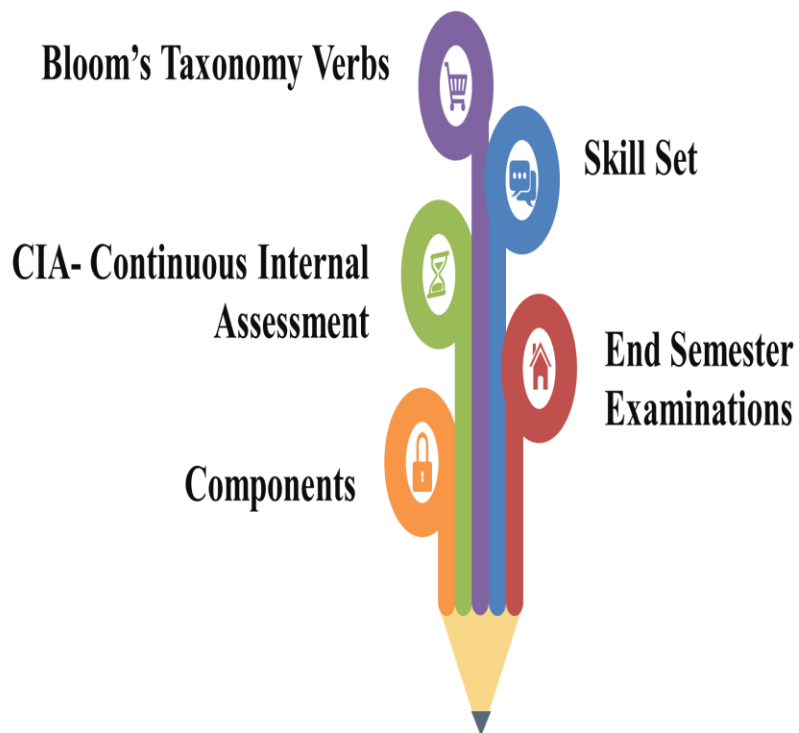 Bloom’s Taxonomy Verbs
Skill Set
CIA- Continuous Internal
Assessment
End Semester
Examinations
Components